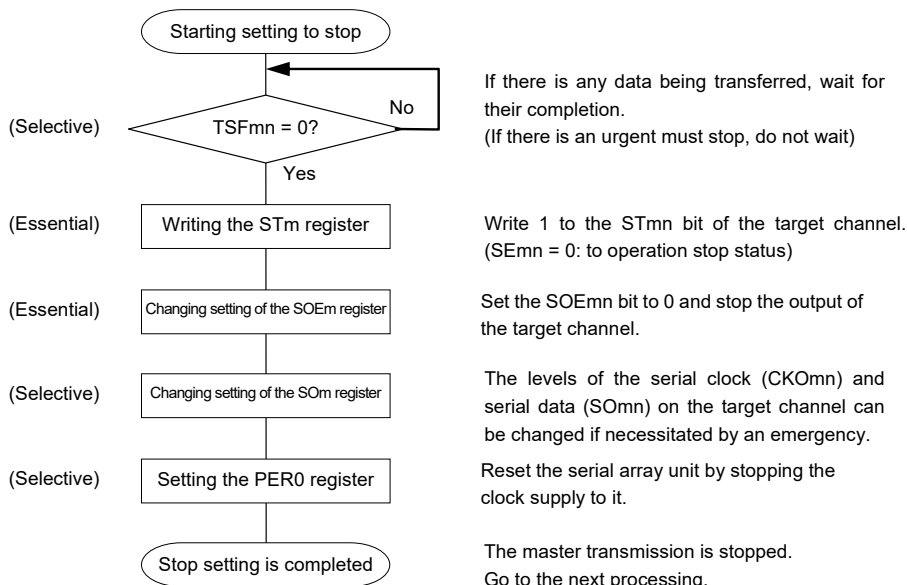 Starting setting to stop
(Selective)
TSFmn = 0?
No
Yes
If there is any data being transferred, wait for
their completion.
(If there is an urgent must stop, do not wait)
(Essential)
Writing the STm register
Write 1 to the STmn bit of the target channel.
(SEmn = 0: to operation stop status)
(Essential)
Changing setting of the SOEm register
Set the SOEmn bit to 0 and stop the output of
the target channel.
(Selective)
Changing setting of the SOm register
The levels of the serial clock (CKOmn) and
serial data (SOmn) on the target channel can
be changed if necessitated by an emergency.
(Selective)
Setting the PER0 register
Reset the serial array unit by stopping the
clock supply to it.
Stop setting is completed
The master transmission is stopped.
Go to the next processing.